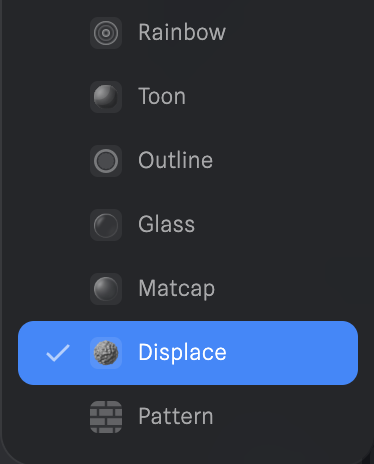 Rainbow
Toon
Outline
Glass
Matcap
Displace
Pattern